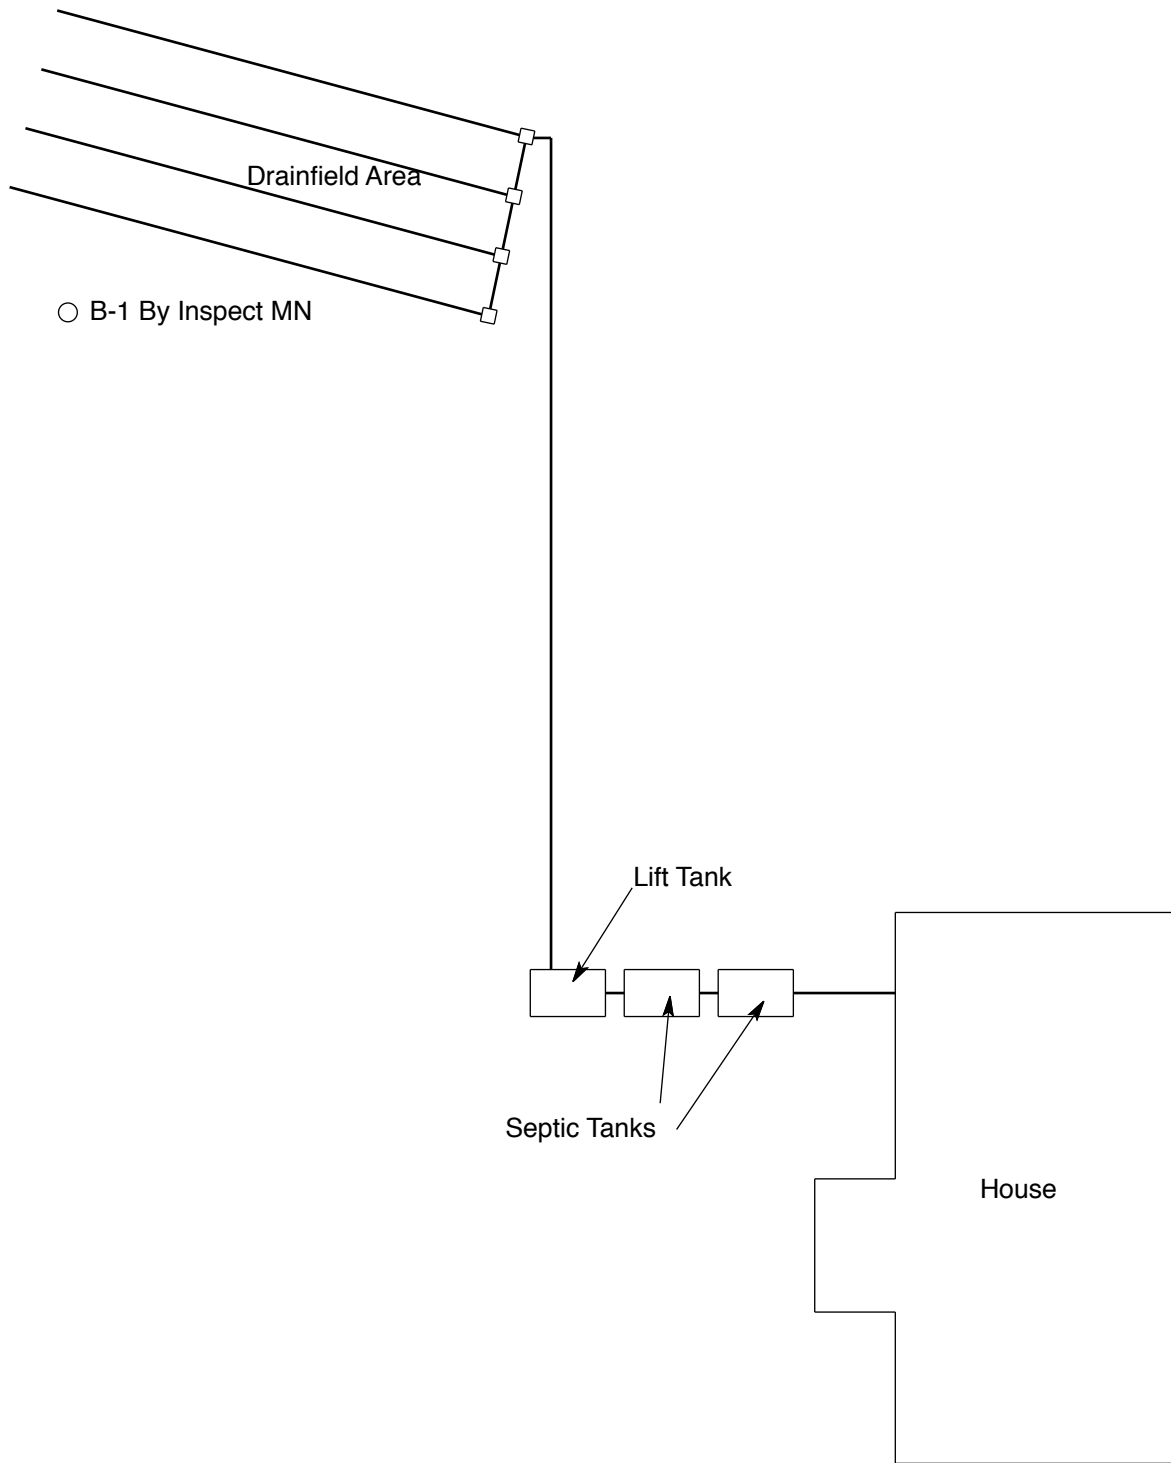 Drainfield Area
B-1 By Inspect MN
Lift Tank
Septic Tanks
House